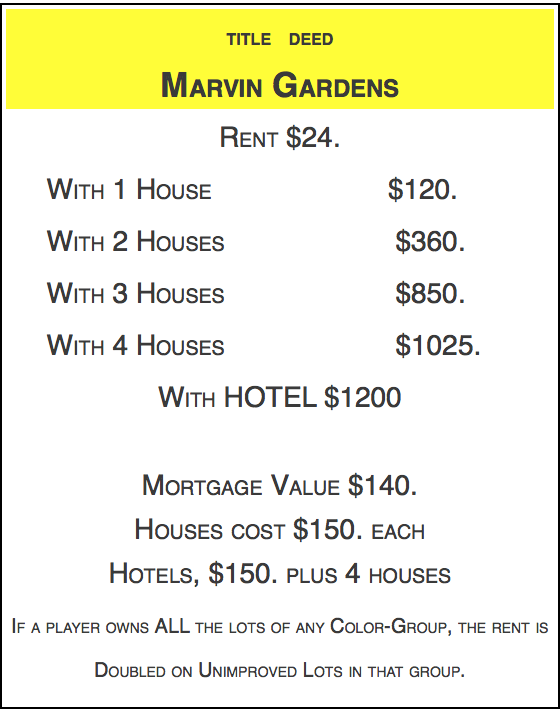 TITLE DEED
MARVIN GARDENS
RENT $24.
WITH 1 HOUSE $120.
WITH 2 HOUSES $360.
WITH 3 HOUSES $850.
WITH 4 HOUSES $1025.
WITH HOTEL $1200
MORTGAGE VALUE $140.
HOUSES COST $150. EACH
HOTELS, $150. PLUS 4 HOUSES
IF A PLAYER OWNS ALL THE LOTS OF ANY COLOR-GROUP, THE RENT IS
DOUBLED ON UNIMPROVED LOTS IN THAT GROUP.